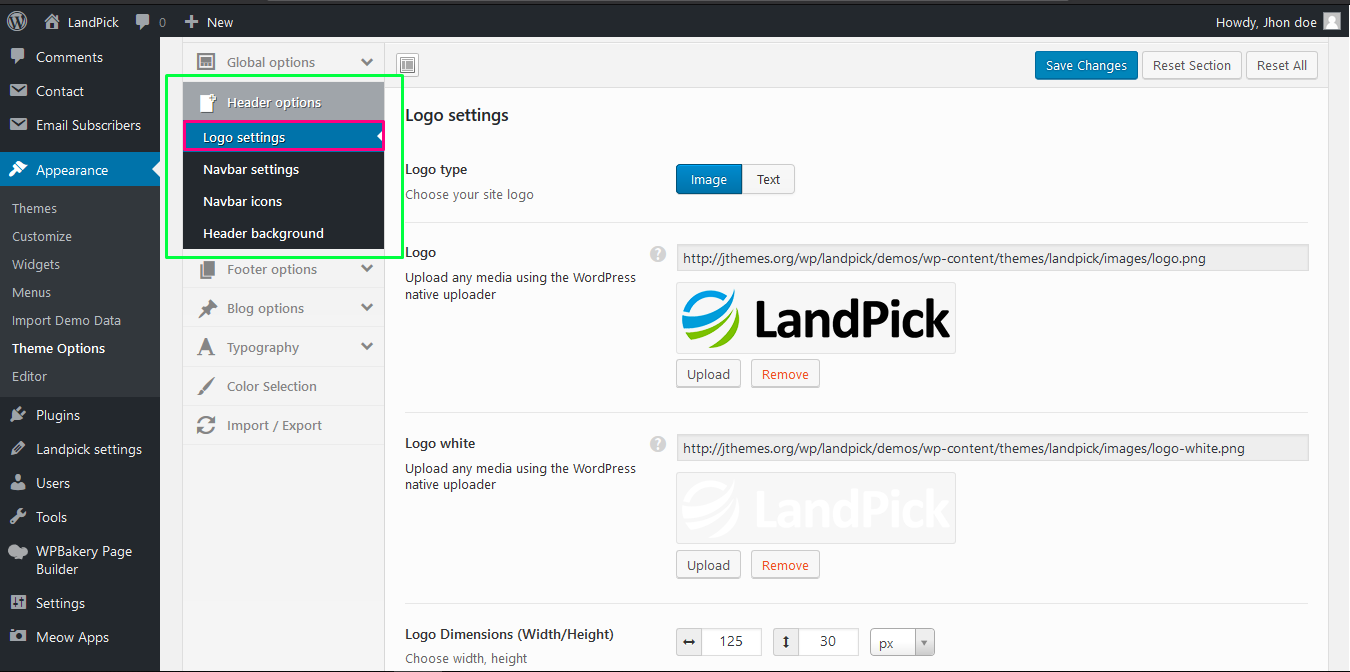 LandPick
0
New
Howdy, Jhon doe
Comments
Contact
Email Subscribers
Appearance
Themes
Customize
Widgets
Menus
Import Demo Data
Theme Options
Editor
Plugins
Landpick settings
Users
Tools
WPBakery Page
Builder
Settings
Meow Apps
Global options
Header options
Logo settings
Navbar settings
Navbar icons
Header background
Footer options
Blog options
Typography
Color Selection
Import / Export
Save Changes
Reset Section
Reset All
Logo settings
Logo type
Choose your site logo
Image
Text
Logo
Upload any media using the WordPress
native uploader
?
http://jthemes.org/wp/landpick/demos/wp-content/themes/landpick/images/logo.png
LandPick
Upload
Remove
Logo white
Upload any media using the WordPress
native uploader
?
http://jthemes.org/wp/landpick/demos/wp-content/themes/landpick/images/logo-white.png
LandPick
Upload
Remove
Logo Dimensions (Width/Height)
Choose width, height
125
30
px